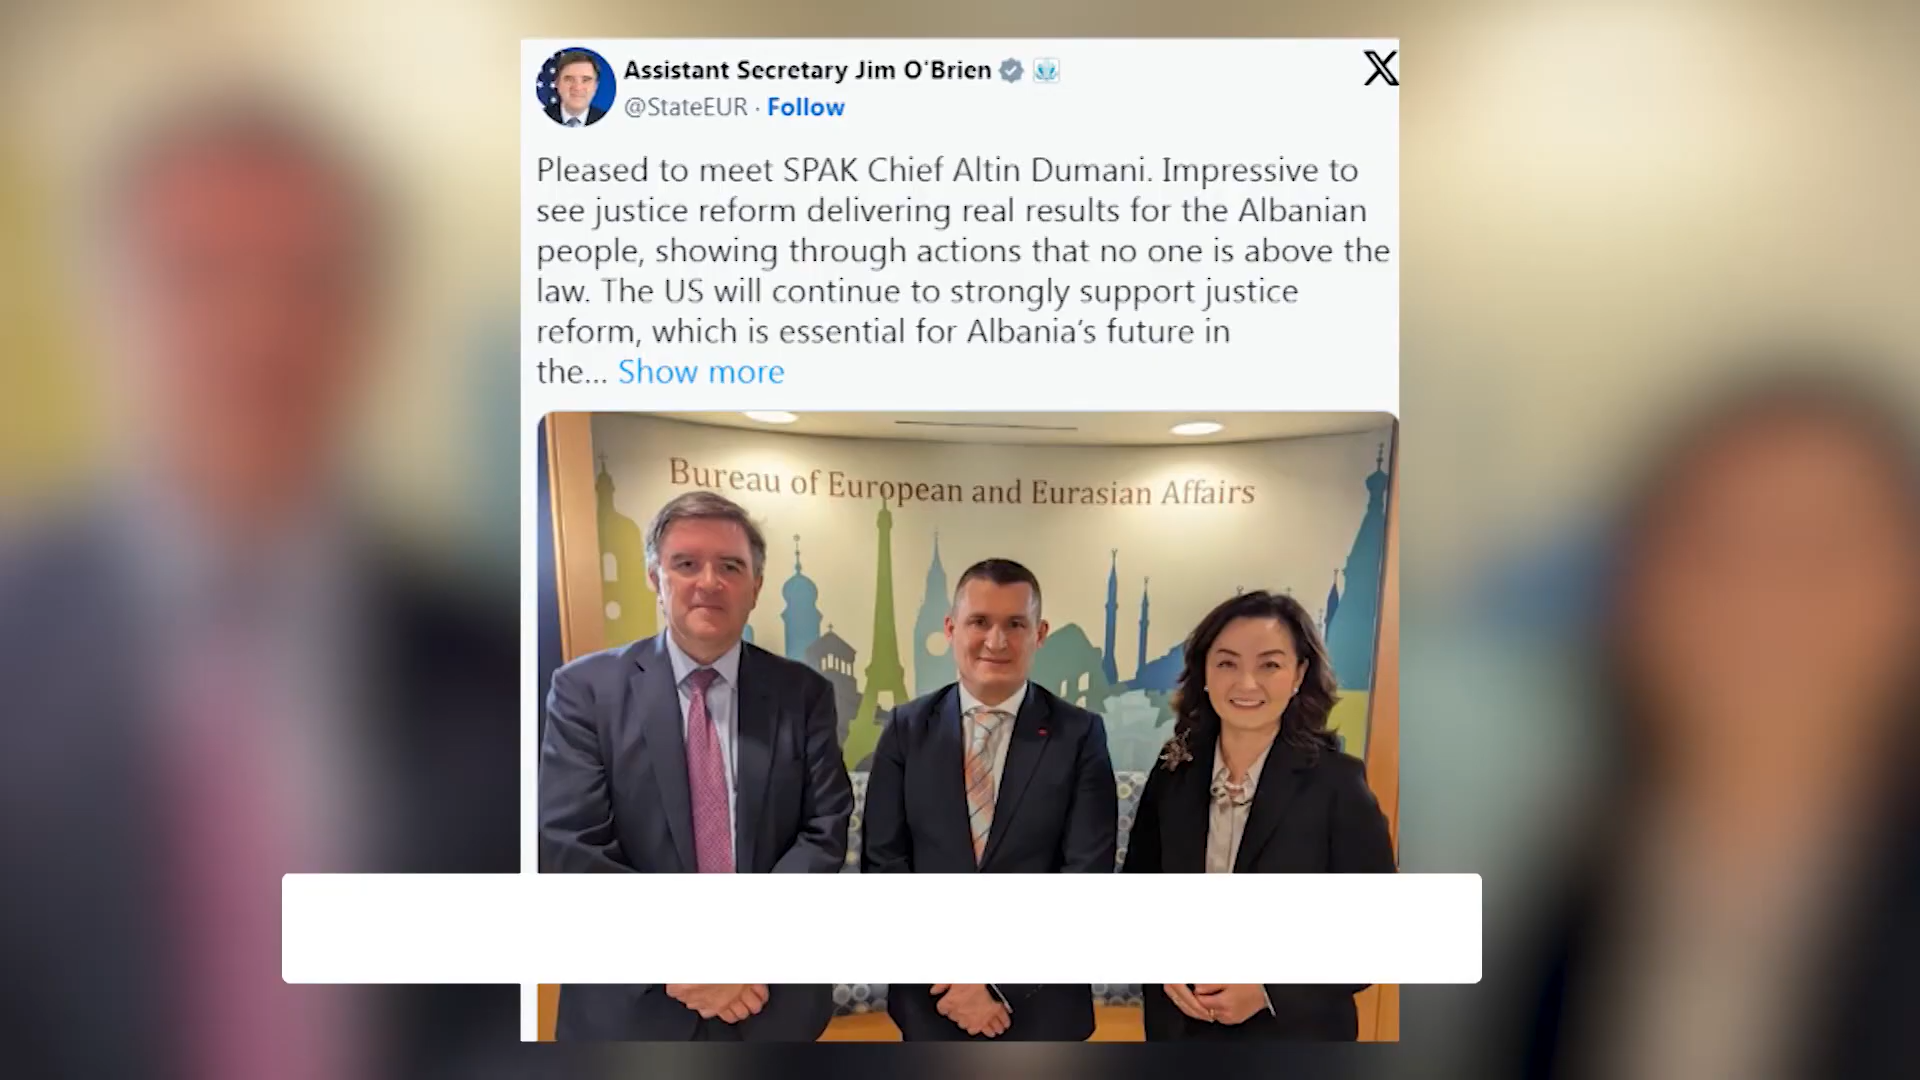 Assistant Secretary Jim O'Brien
@StateEUR · Follow
Pleased to meet SPAK Chief Altin Dumani. Impressive to
see justice reform delivering real results for the Albanian
people, showing through actions that no one is above the
law. The US will continue to strongly support justice
reform, which is essential for Albania’s future in
the... Show more
Bureau of European and Eurasian Affairs